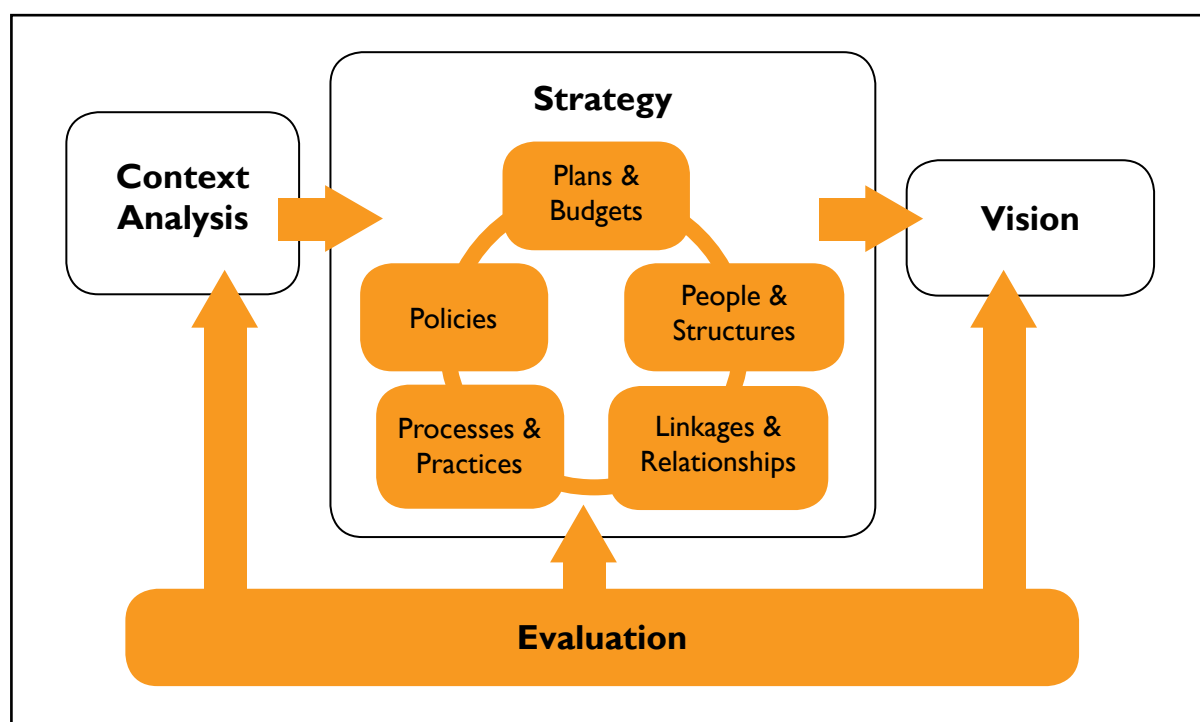 Strategy
Context
Analysis
Plans &
Budgets
Vision
Policies
People &
Structures
Processes &
Practices
Linkages &
Relationships
Evaluation